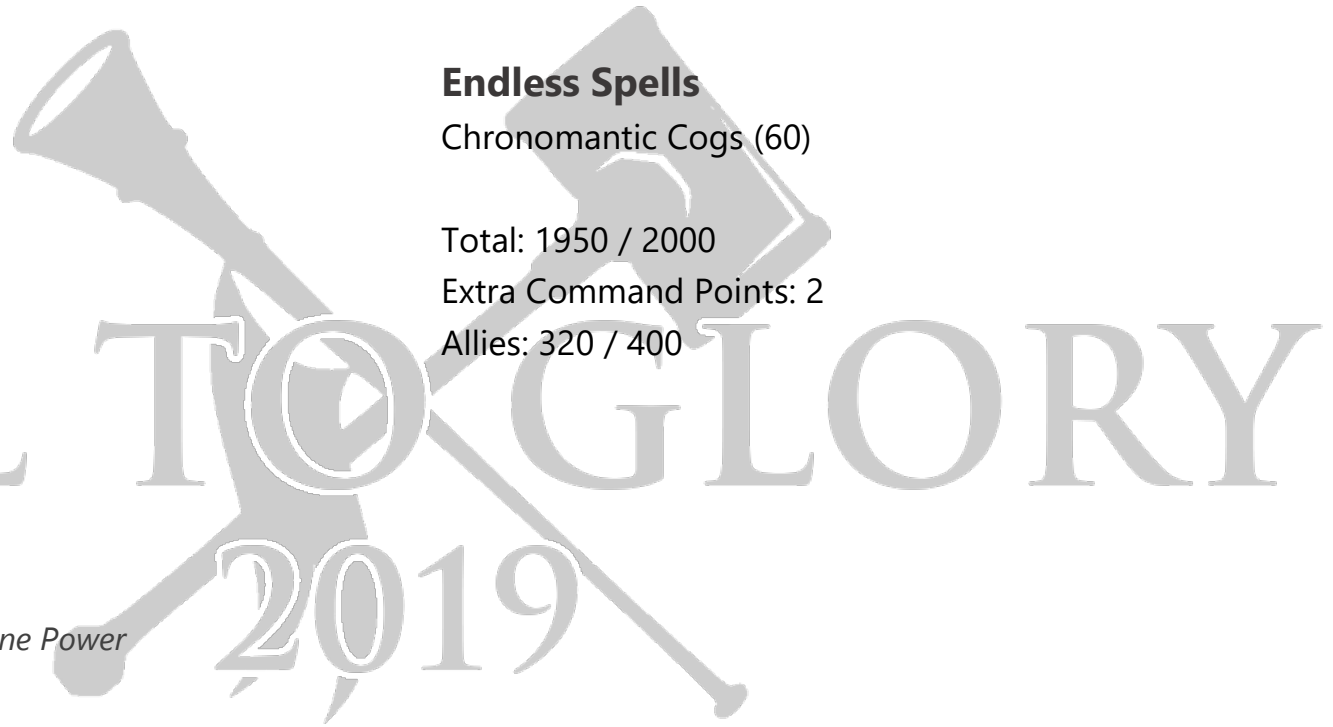 Endless Spells
Chronomantic Cogs (60)
Total: 1950 / 2000
Extra Command Points: 2
Allies: 320 / 400
TO GLORY
2019
Power